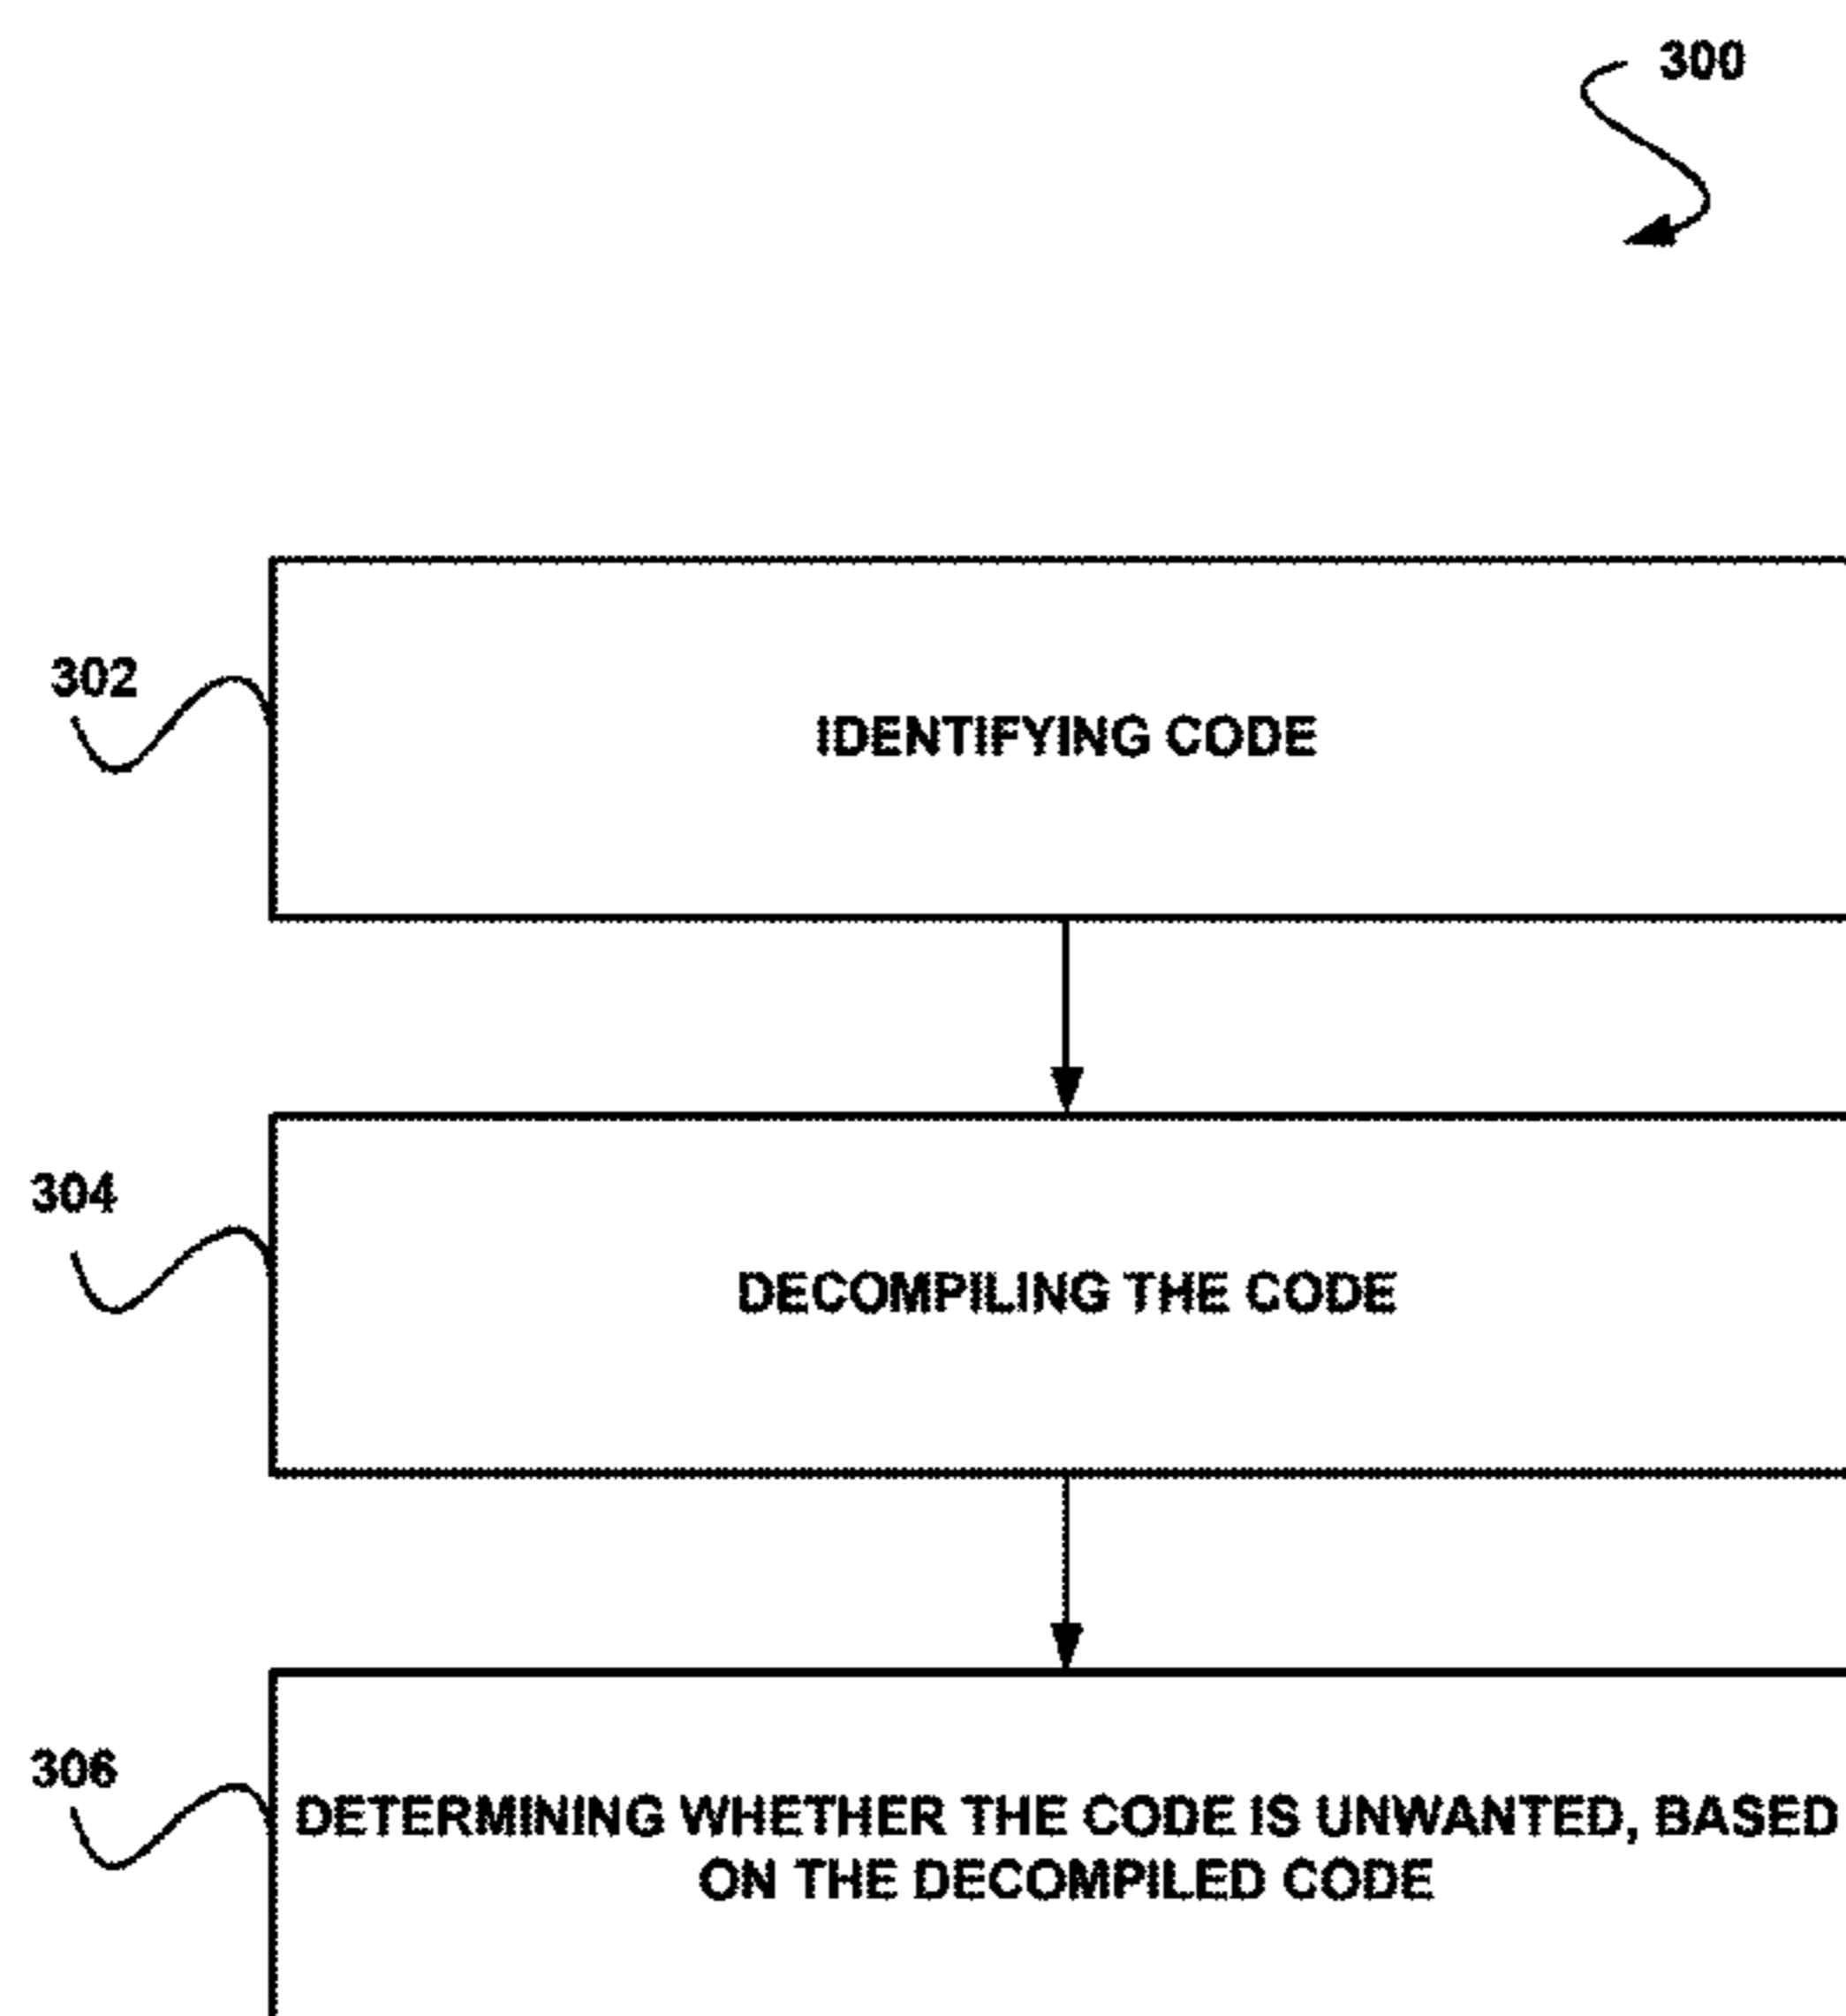 300
302
IDENTIFYING CODE
304
DECOMPILING THE CODE
306
DETERMINING WHETHER THE CODE IS UNWANTED, BASED
ON THE DECOMPILED CODE